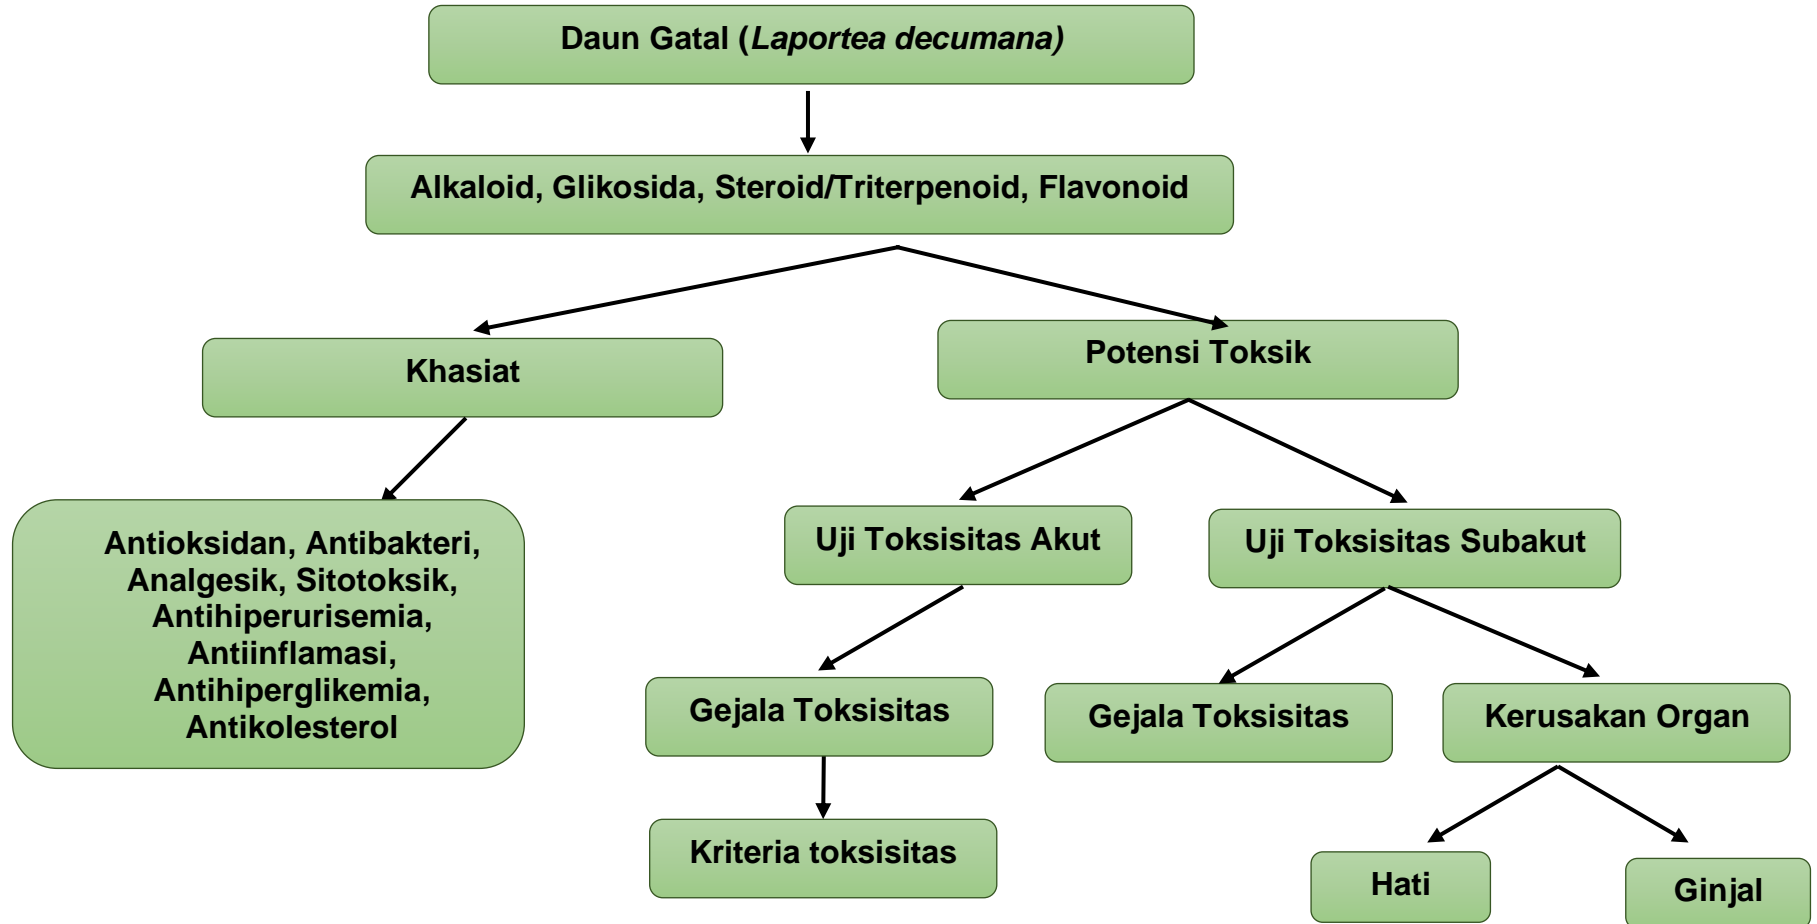 Daun Gatal (Laportea decumana)
Alkaloid, Glikosida, Steroid/Triterpenoid, Flavonoid
Khasiat
Potensi Toksik
Antioksidan, Antibakteri,
Analgesik, Sitotoksik,
Antihiperurisemia,
Antiinflamasi,
Antihiperglikemia,
Antikolesterol
Uji Toksisitas Akut
Uji Toksisitas Subakut
Gejala Toksisitas
Gejala Toksisitas
Kerusakan Organ
Kriteria toksisitas
Hati
Ginjal